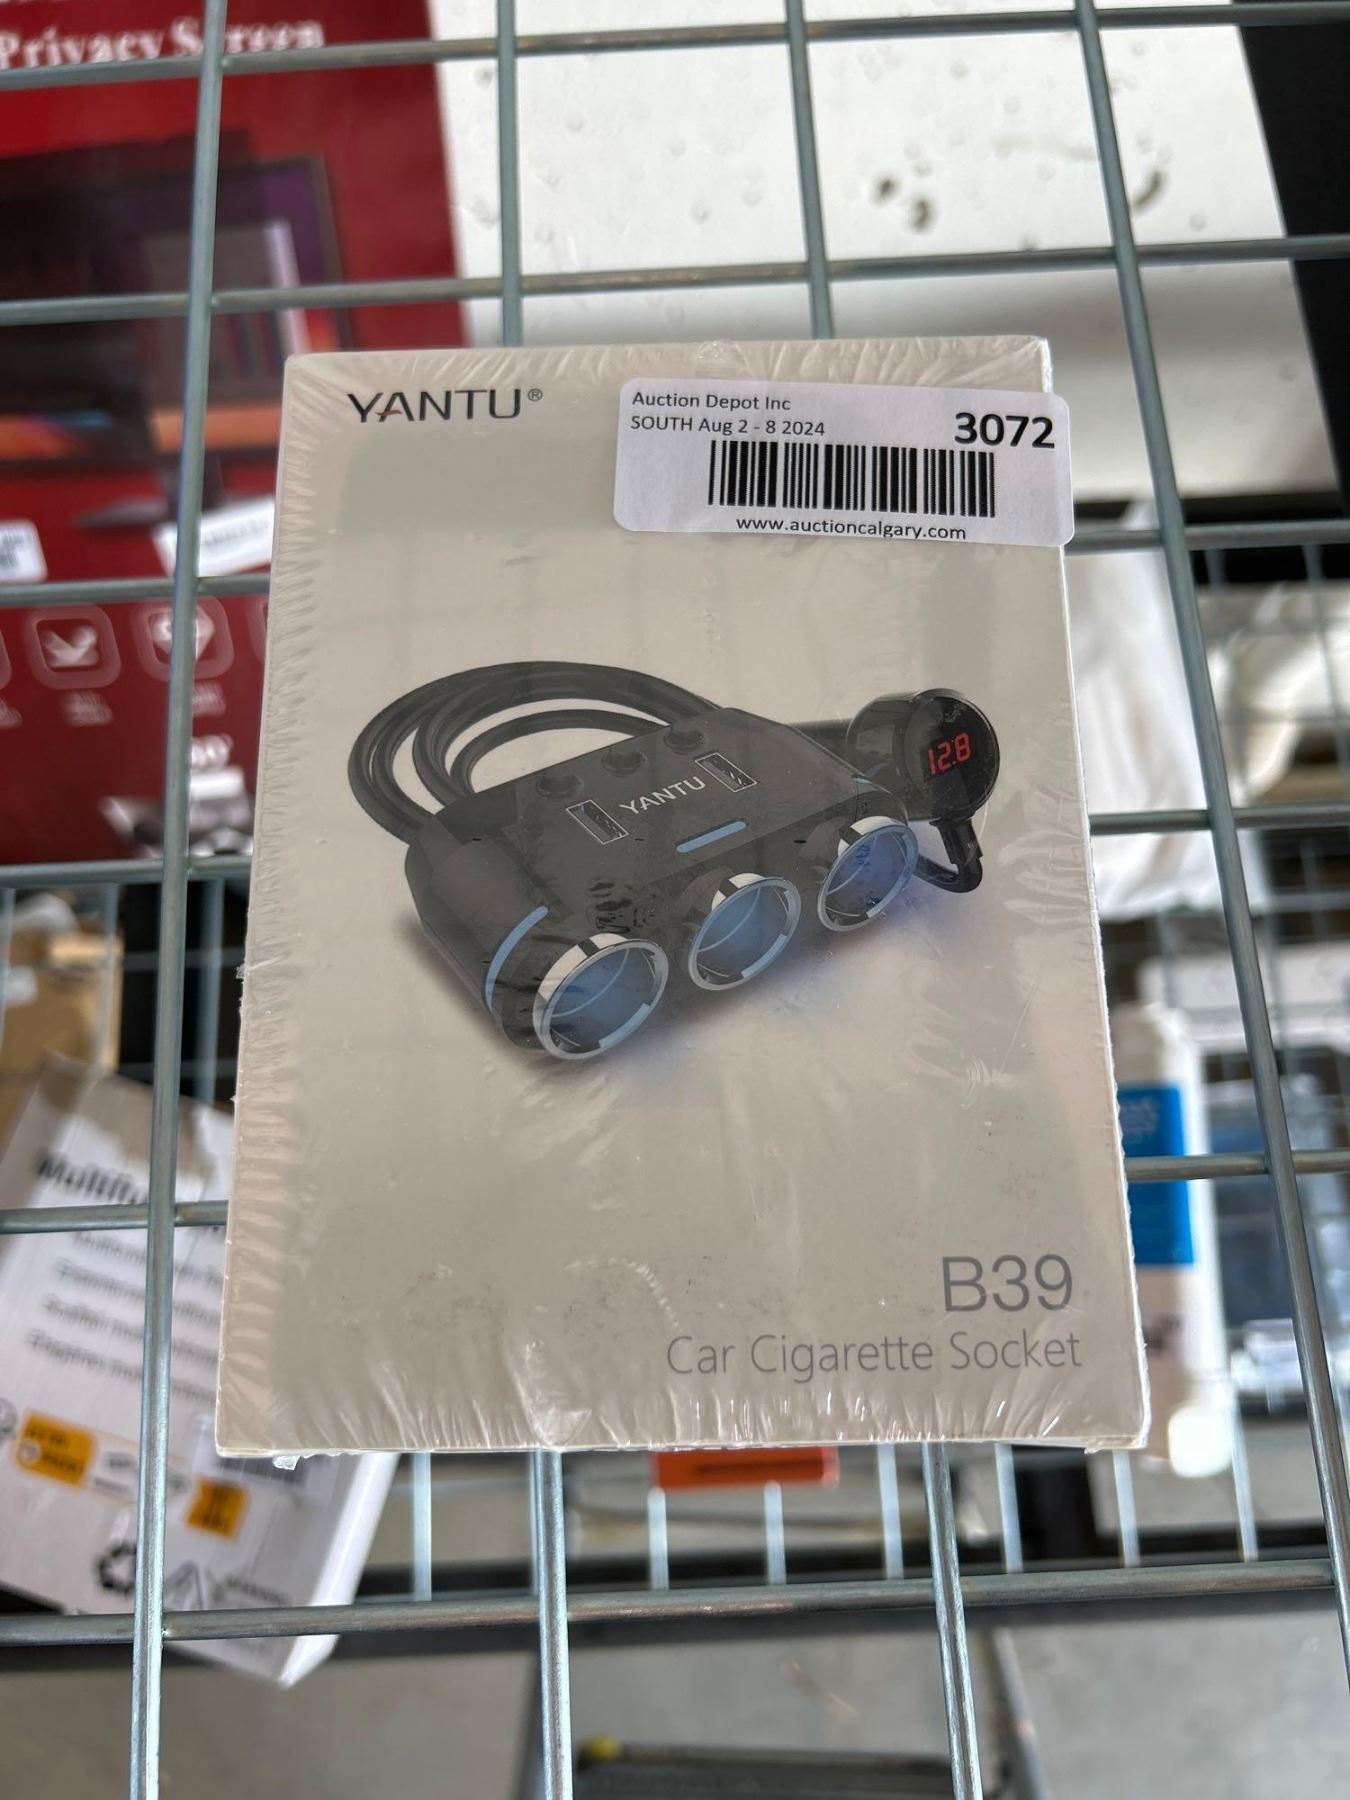 Privacy Screen
YANTU®
Auction Depot Inc
SOUTH Aug 2 - 8 2024
3072
www.auctioncalgary.com
12.8
YANTU
B39
Car Cigarette Socket